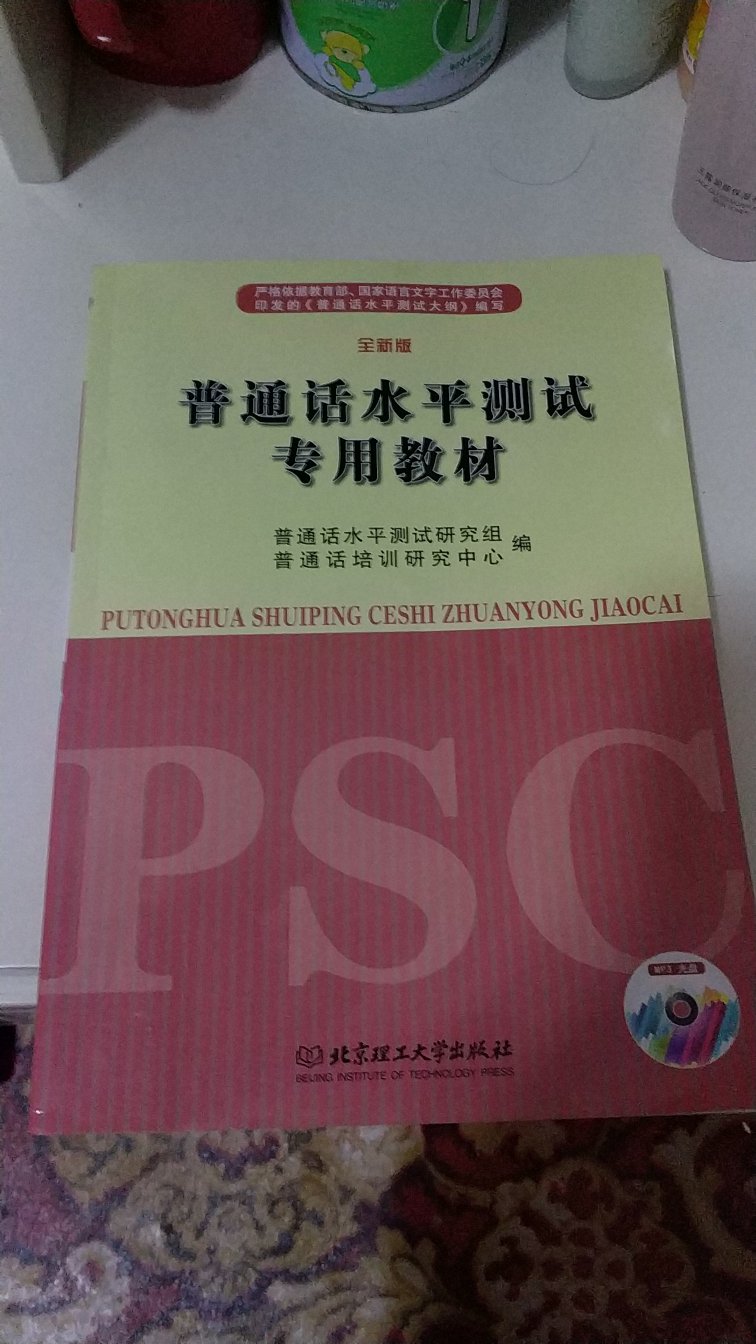 严格依据教育部、国家语言文字工作委员会
印发的《普通话水平测试大纲》编写
全新版
普通话水平测试
专用教材
普通话水平测试研究组
普通话培训研究中心
编
PUTONGHUA SHUIPING CESHI ZHUANYONG JIAOCAI
PSC
MP3 光盘
北京理工大学出版社
BEIJING INSTITUTE OF TECHNOLOGY PRESS